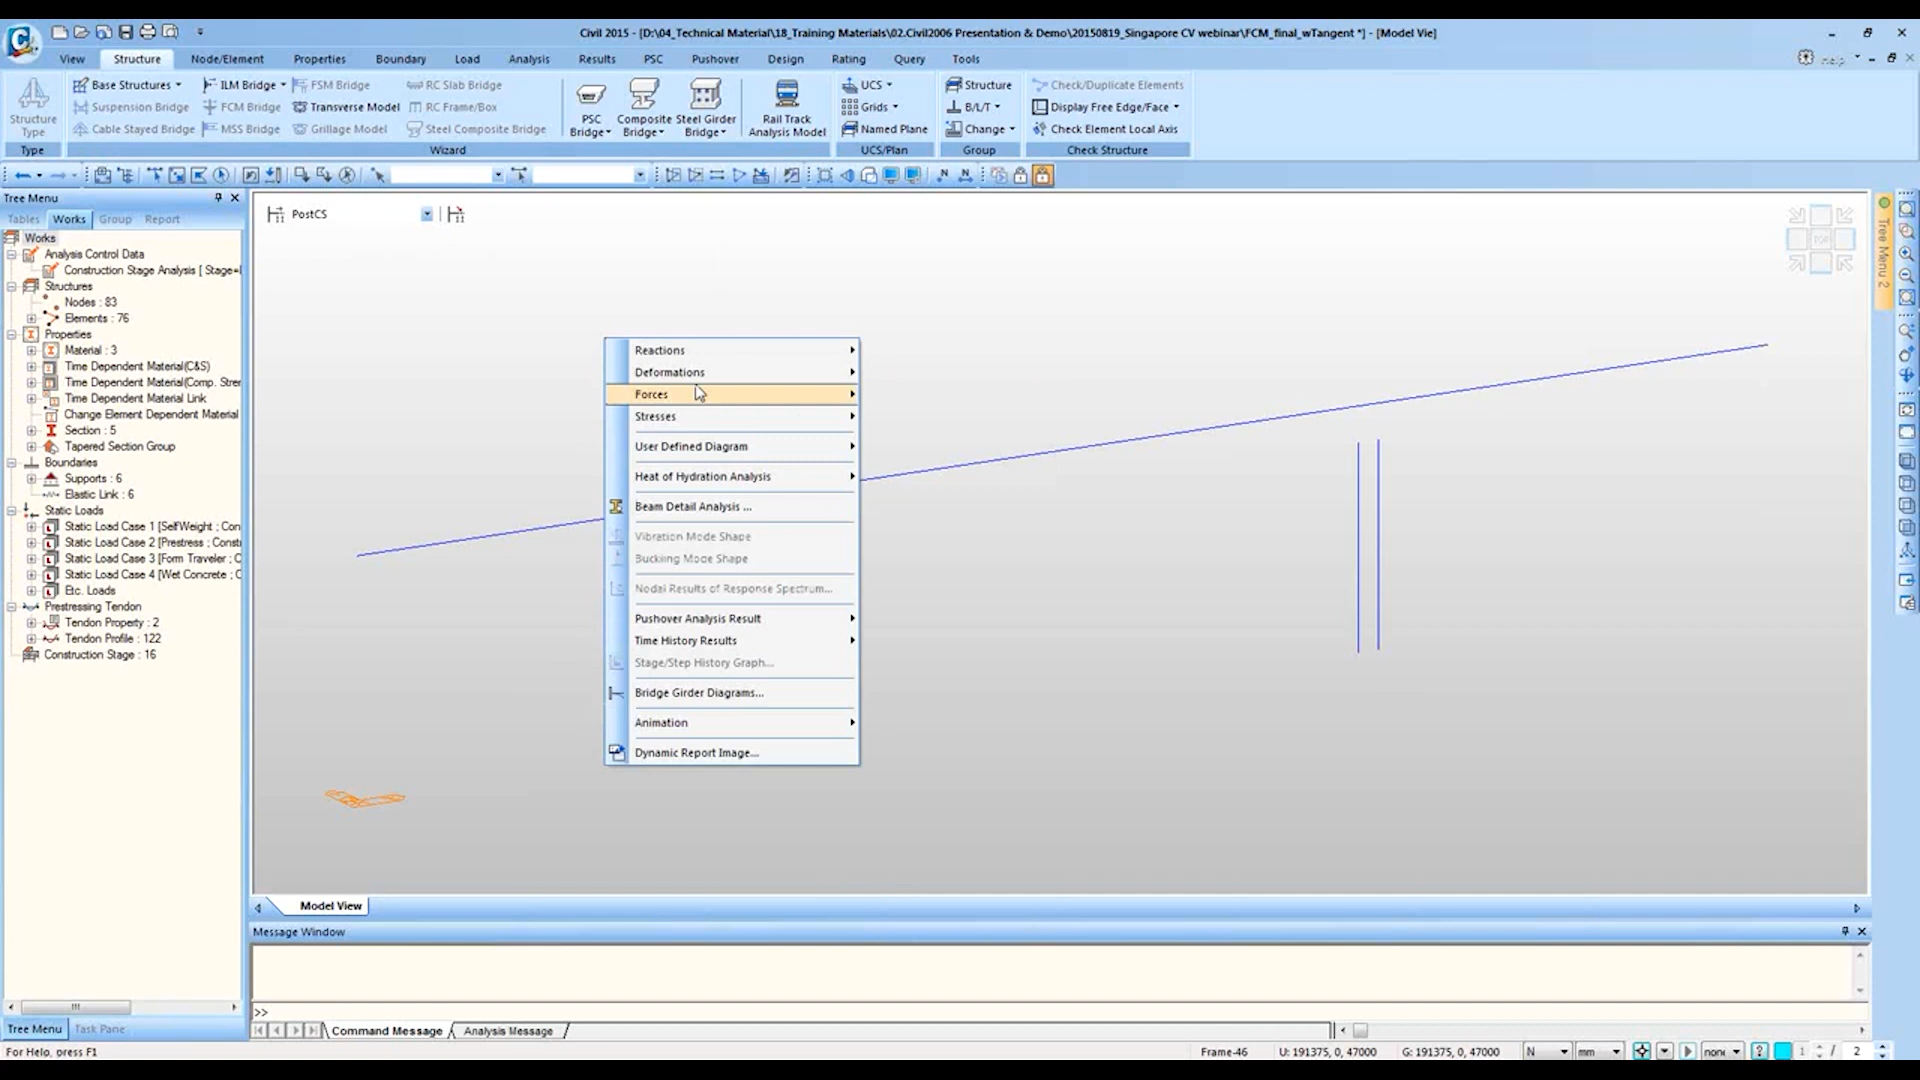 Civil 2015 - [D:\04_Technical Material\18_Training Materials\02.Civil2006 Presentation & Demo\20150819_Singapore CV webinar\FCM_final_wTangent *] - [Model Vie]
View Structure Node/Element Properties Boundary Load Analysis Results PSC Pushover Design Rating Query Tools
Help
Structure Type
Base Structures
Suspension Bridge
Cable Stayed Bridge
ILM Bridge
FCM Bridge
MSS Bridge
FSM Bridge
Transverse Model
Grillage Model
RC Slab Bridge
RC Frame/Box
Steel Composite Bridge
PSC Bridge
Composite Bridge
Steel Girder Bridge
Rail Track Analysis Model
UCS
Grids
Named Plane
Structure
B/L/T
Change
Check/Duplicate Elements
Display Free Edge/Face
Check Element Local Axis
Type Wizard UCS/Plan Group Check Structure
Tree Menu
Tables Works Group Report
Works
Analysis Control Data
Construction Stage Analysis [ Stage=
Structures
Nodes : 83
Elements : 76
Properties
Material : 3
Time Dependent Material(C&S)
Time Dependent Material(Comp. Stren
Time Dependent Material Link
Change Element Dependent Material
Section : 5
Tapered Section Group
Boundaries
Supports : 6
Elastic Link : 6
Static Loads
Static Load Case 1 [SelfWeight ; Con
Static Load Case 2 [Prestress ; Constr
Static Load Case 3 [Form Traveler ; C
Static Load Case 4 [Wet Concrete ; C
Etc. Loads
Prestressing Tendon
Tendon Property : 2
Tendon Profile : 122
Construction Stage : 16
PostCS
Reactions
Deformations
Forces
Stresses
User Defined Diagram
Heat of Hydration Analysis
Beam Detail Analysis ...
Vibration Mode Shape
Buckling Mode Shape
Nodal Results of Response Spectrum...
Pushover Analysis Result
Time History Results
Stage/Step History Graph...
Bridge Girder Diagrams...
Animation
Dynamic Report Image...
TOP
Tree Menu 2
Model View
Message Window
>>
Tree Menu Task Pane
Command Message Analysis Message
For Help, press F1
Frame-46 U: 191375, 0, 47000 G: 191375, 0, 47000 N mm none 1 / 2